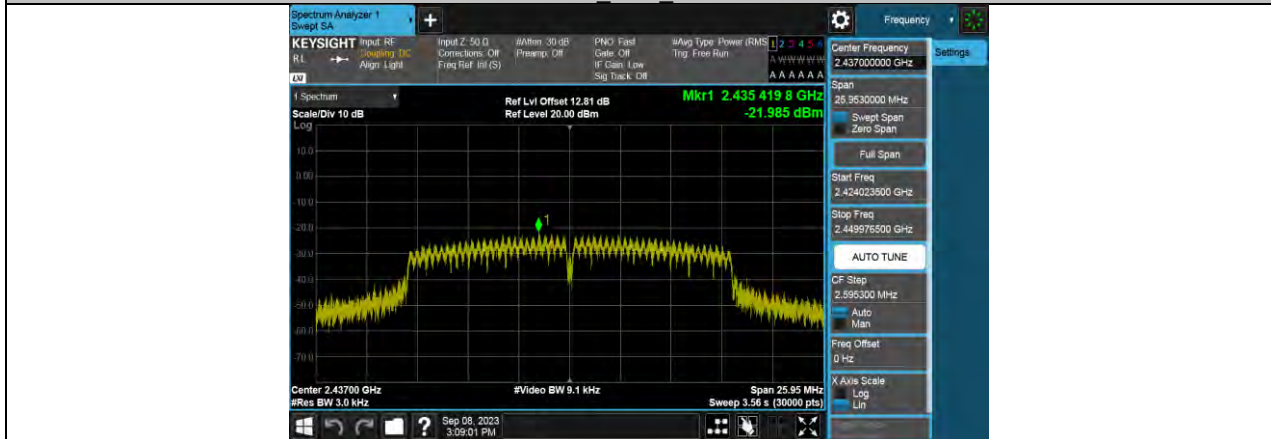 Spectrum Analyzer 1
Swept SA
+
Frequency
KEYSIGHT
RL
LXI
Input: RF
Coupling: DC
Align: Light
Input Z: 50 Ω
Corrections: Off
Freq Ref: Int (S)
#Atten: 30 dB
Preamp: Off
PNO: Fast
Gate: Off
IF Gain: Low
Sig Track: Off
#Avg Type: Power (RMS
Trig: Free Run
1 2 3 4 5 6
A W W W W W
A A A A A A
1 Spectrum
Scale/Div 10 dB
Log
Ref Lvl Offset 12.81 dB
Ref Level 20.00 dBm
Mkr1 2.435 419 8 GHz
-21.985 dBm
10.0
0.00
-10.0
-20.0
-30.0
-40.0
-50.0
-60.0
-70.0
1
Center 2.43700 GHz
#Res BW 3.0 kHz
#Video BW 9.1 kHz
Span 25.95 MHz
Sweep 3.56 s (30000 pts)
Center Frequency
2.437000000 GHz
Settings
Span
25.9530000 MHz
Swept Span
Zero Span
Full Span
Start Freq
2.424023500 GHz
Stop Freq
2.449976500 GHz
AUTO TUNE
CF Step
2.595300 MHz
Auto
Man
Freq Offset
0 Hz
X Axis Scale
Log
Lin
?
Sep 08, 2023
3:09:01 PM